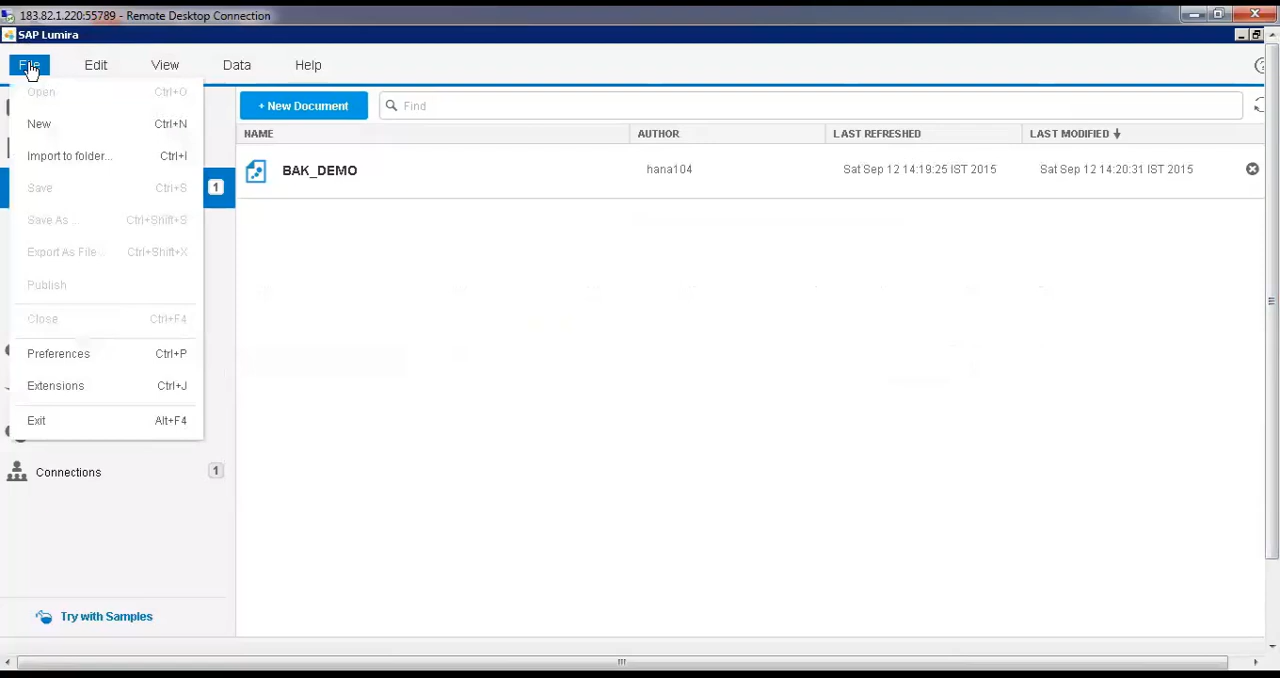 183.82.1.220:55789 - Remote Desktop Connection
SAP Lumira
File Edit View Data Help
Open Ctrl+O
New Ctrl+N
Import to folder... Ctrl+I
Save Ctrl+S
Save As ... Ctrl+Shift+S
Export As File... Ctrl+Shift+X
Publish
Close Ctrl+F4
Preferences Ctrl+P
Extensions Ctrl+J
Exit Alt+F4
1
Connections 1
Try with Samples
+ New Document Find
NAME AUTHOR LAST REFRESHED LAST MODIFIED
BAK_DEMO hana104 Sat Sep 12 14:19:25 IST 2015 Sat Sep 12 14:20:31 IST 2015